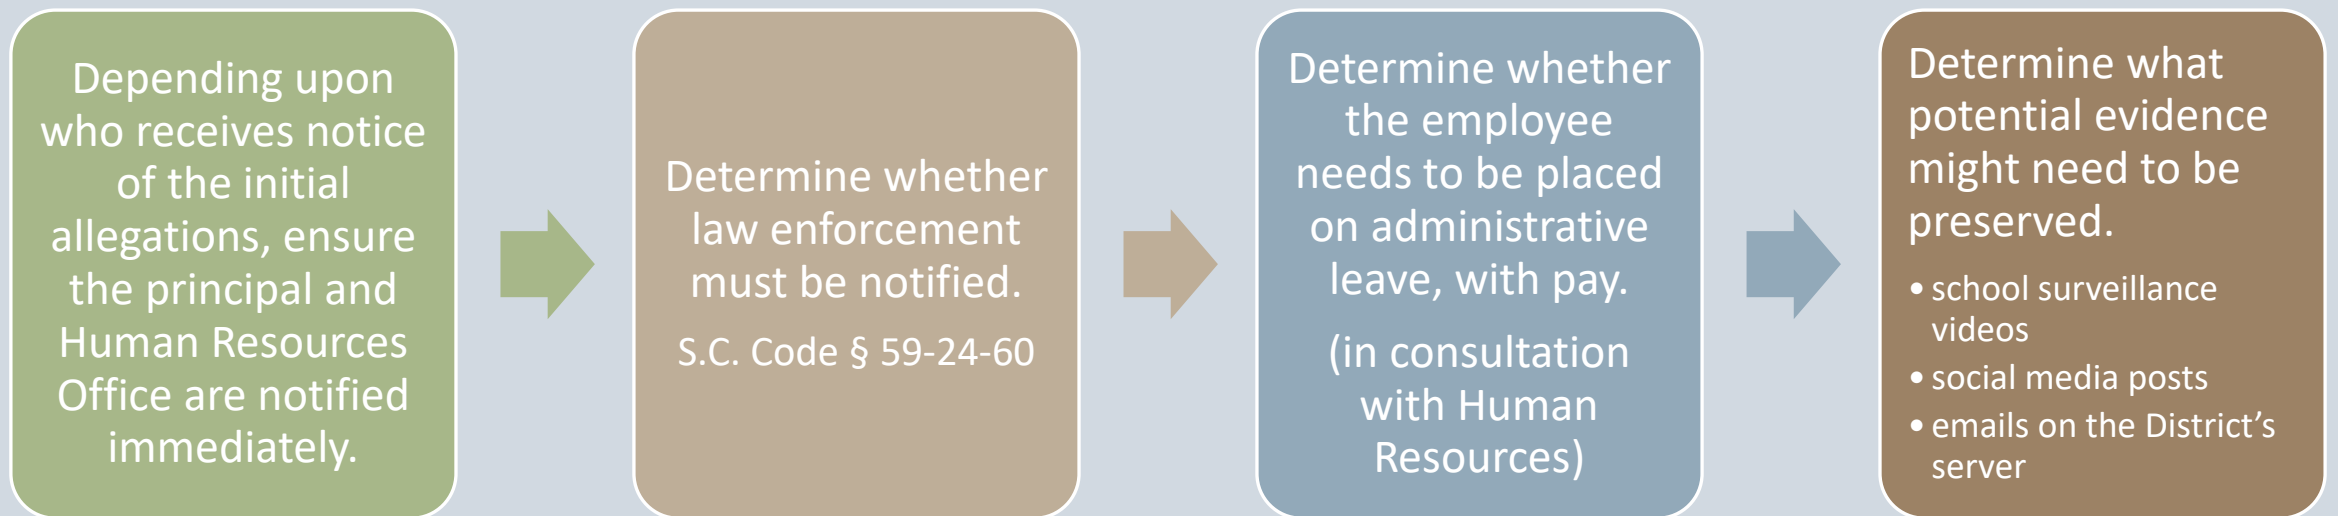 Depending upon
who receives notice
of the initial
allegations, ensure
the principal and
Human Resources
Office are notified
immediately.
Determine whether
law enforcement
must be notified.
S.C. Code § 59-24-60
Determine whether
the employee
needs to be placed
on administrative
leave, with pay.
(in consultation
with Human
Resources)
Determine what
potential evidence
might need to be
preserved.
• school surveillance
videos
• social media posts
• emails on the District’s
server